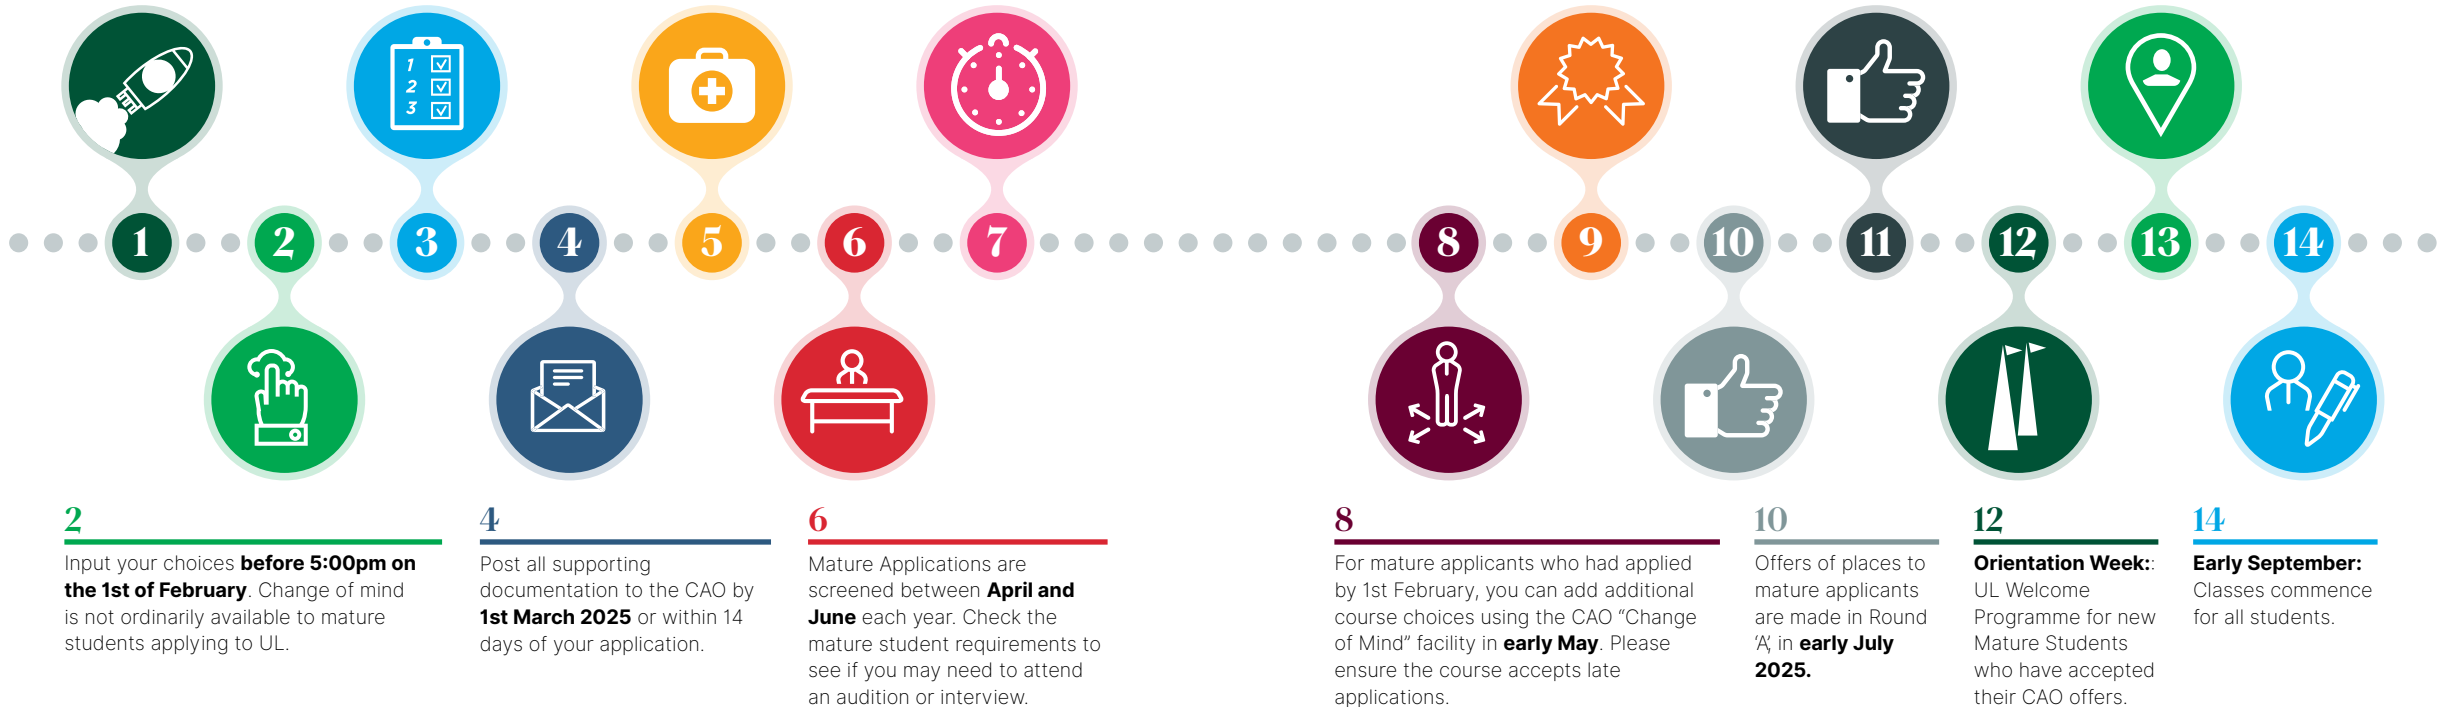 1
2
3
1
2
3
4
5
6
7
8
9
10
11
12
13
14
2
Input your choices before 5:00pm on
the 1st of February. Change of mind
is not ordinarily available to mature
students applying to UL.
4
Post all supporting
documentation to the CAO by
1st March 2025 or within 14
days of your application.
6
Mature Applications are
screened between April and
June each year. Check the
mature student requirements to
see if you may need to attend
an audition or interview.
8
For mature applicants who had applied
by 1st February, you can add additional
course choices using the CAO “Change
of Mind” facility in early May. Please
ensure the course accepts late
applications.
10
Offers of places to
mature applicants
are made in Round
‘A’, in early July
2025.
12
Orientation Week::
UL Welcome
Programme for new
Mature Students
who have accepted
their CAO offers.
14
Early September:
Classes commence
for all students.